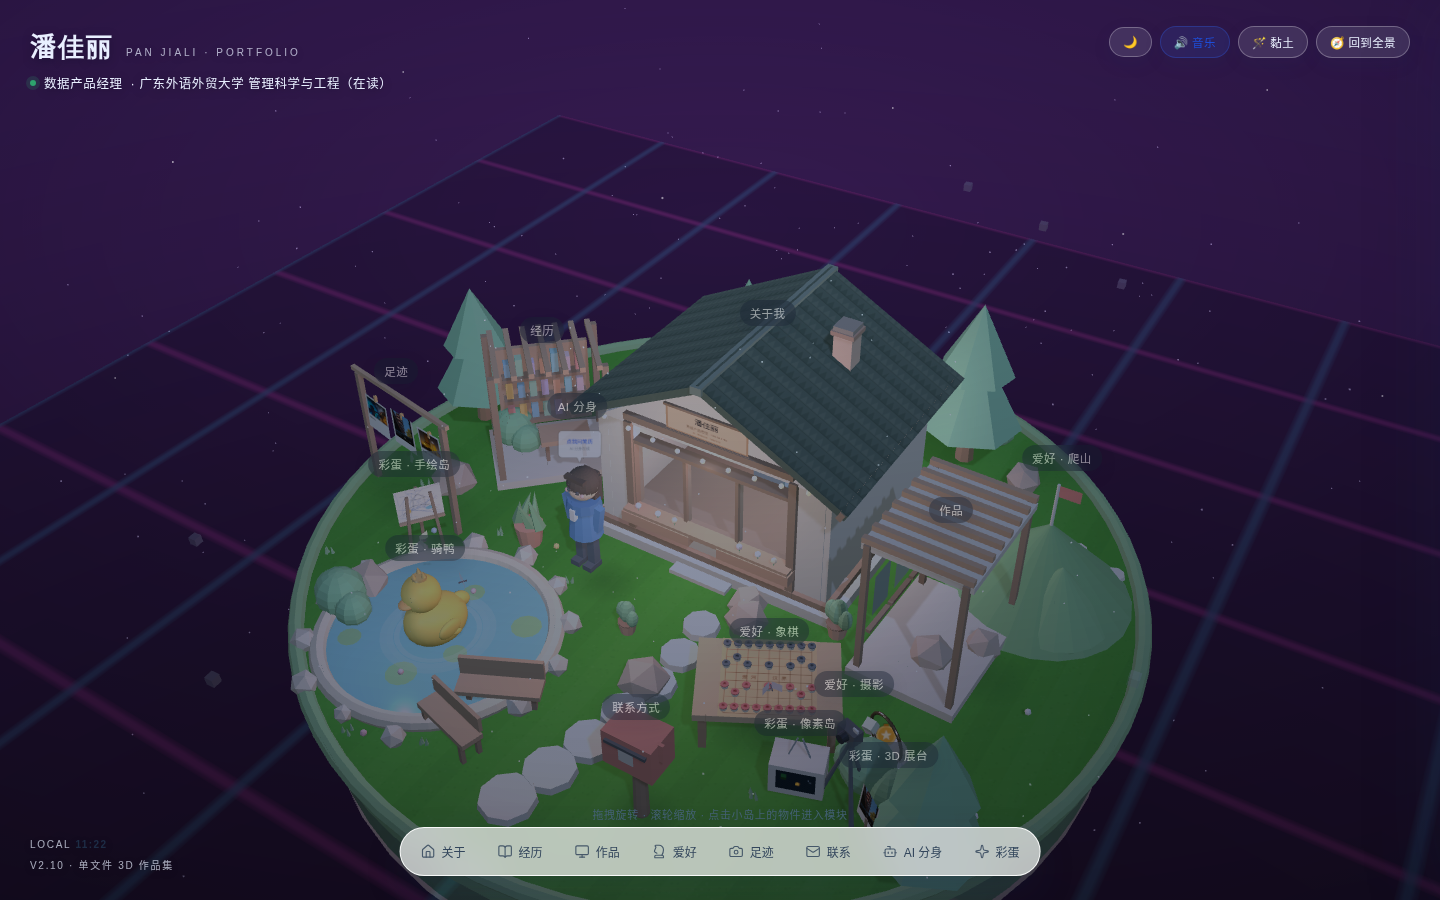 潘佳丽 PAN JIALI · PORTFOLIO
数据产品经理 · 广东外语外贸大学 管理科学与工程（在读）
🌙
🔊 音乐
🪄 黏土
🧭 回到全景
关于我
经历
足迹
AI 分身
潘佳丽
彩蛋 · 手绘岛
爱好 · 爬山
作品
彩蛋 · 骑鸭
爱好 · 象棋
爱好 · 摄影
联系方式
彩蛋 · 像素岛
彩蛋 · 3D 展台
拖拽旋转 · 滚轮缩放 · 点击小岛上的物件进入模块
LOCAL 11:22
V2.10 · 单文件 3D 作品集
关于
经历
作品
爱好
足迹
联系
AI 分身
彩蛋